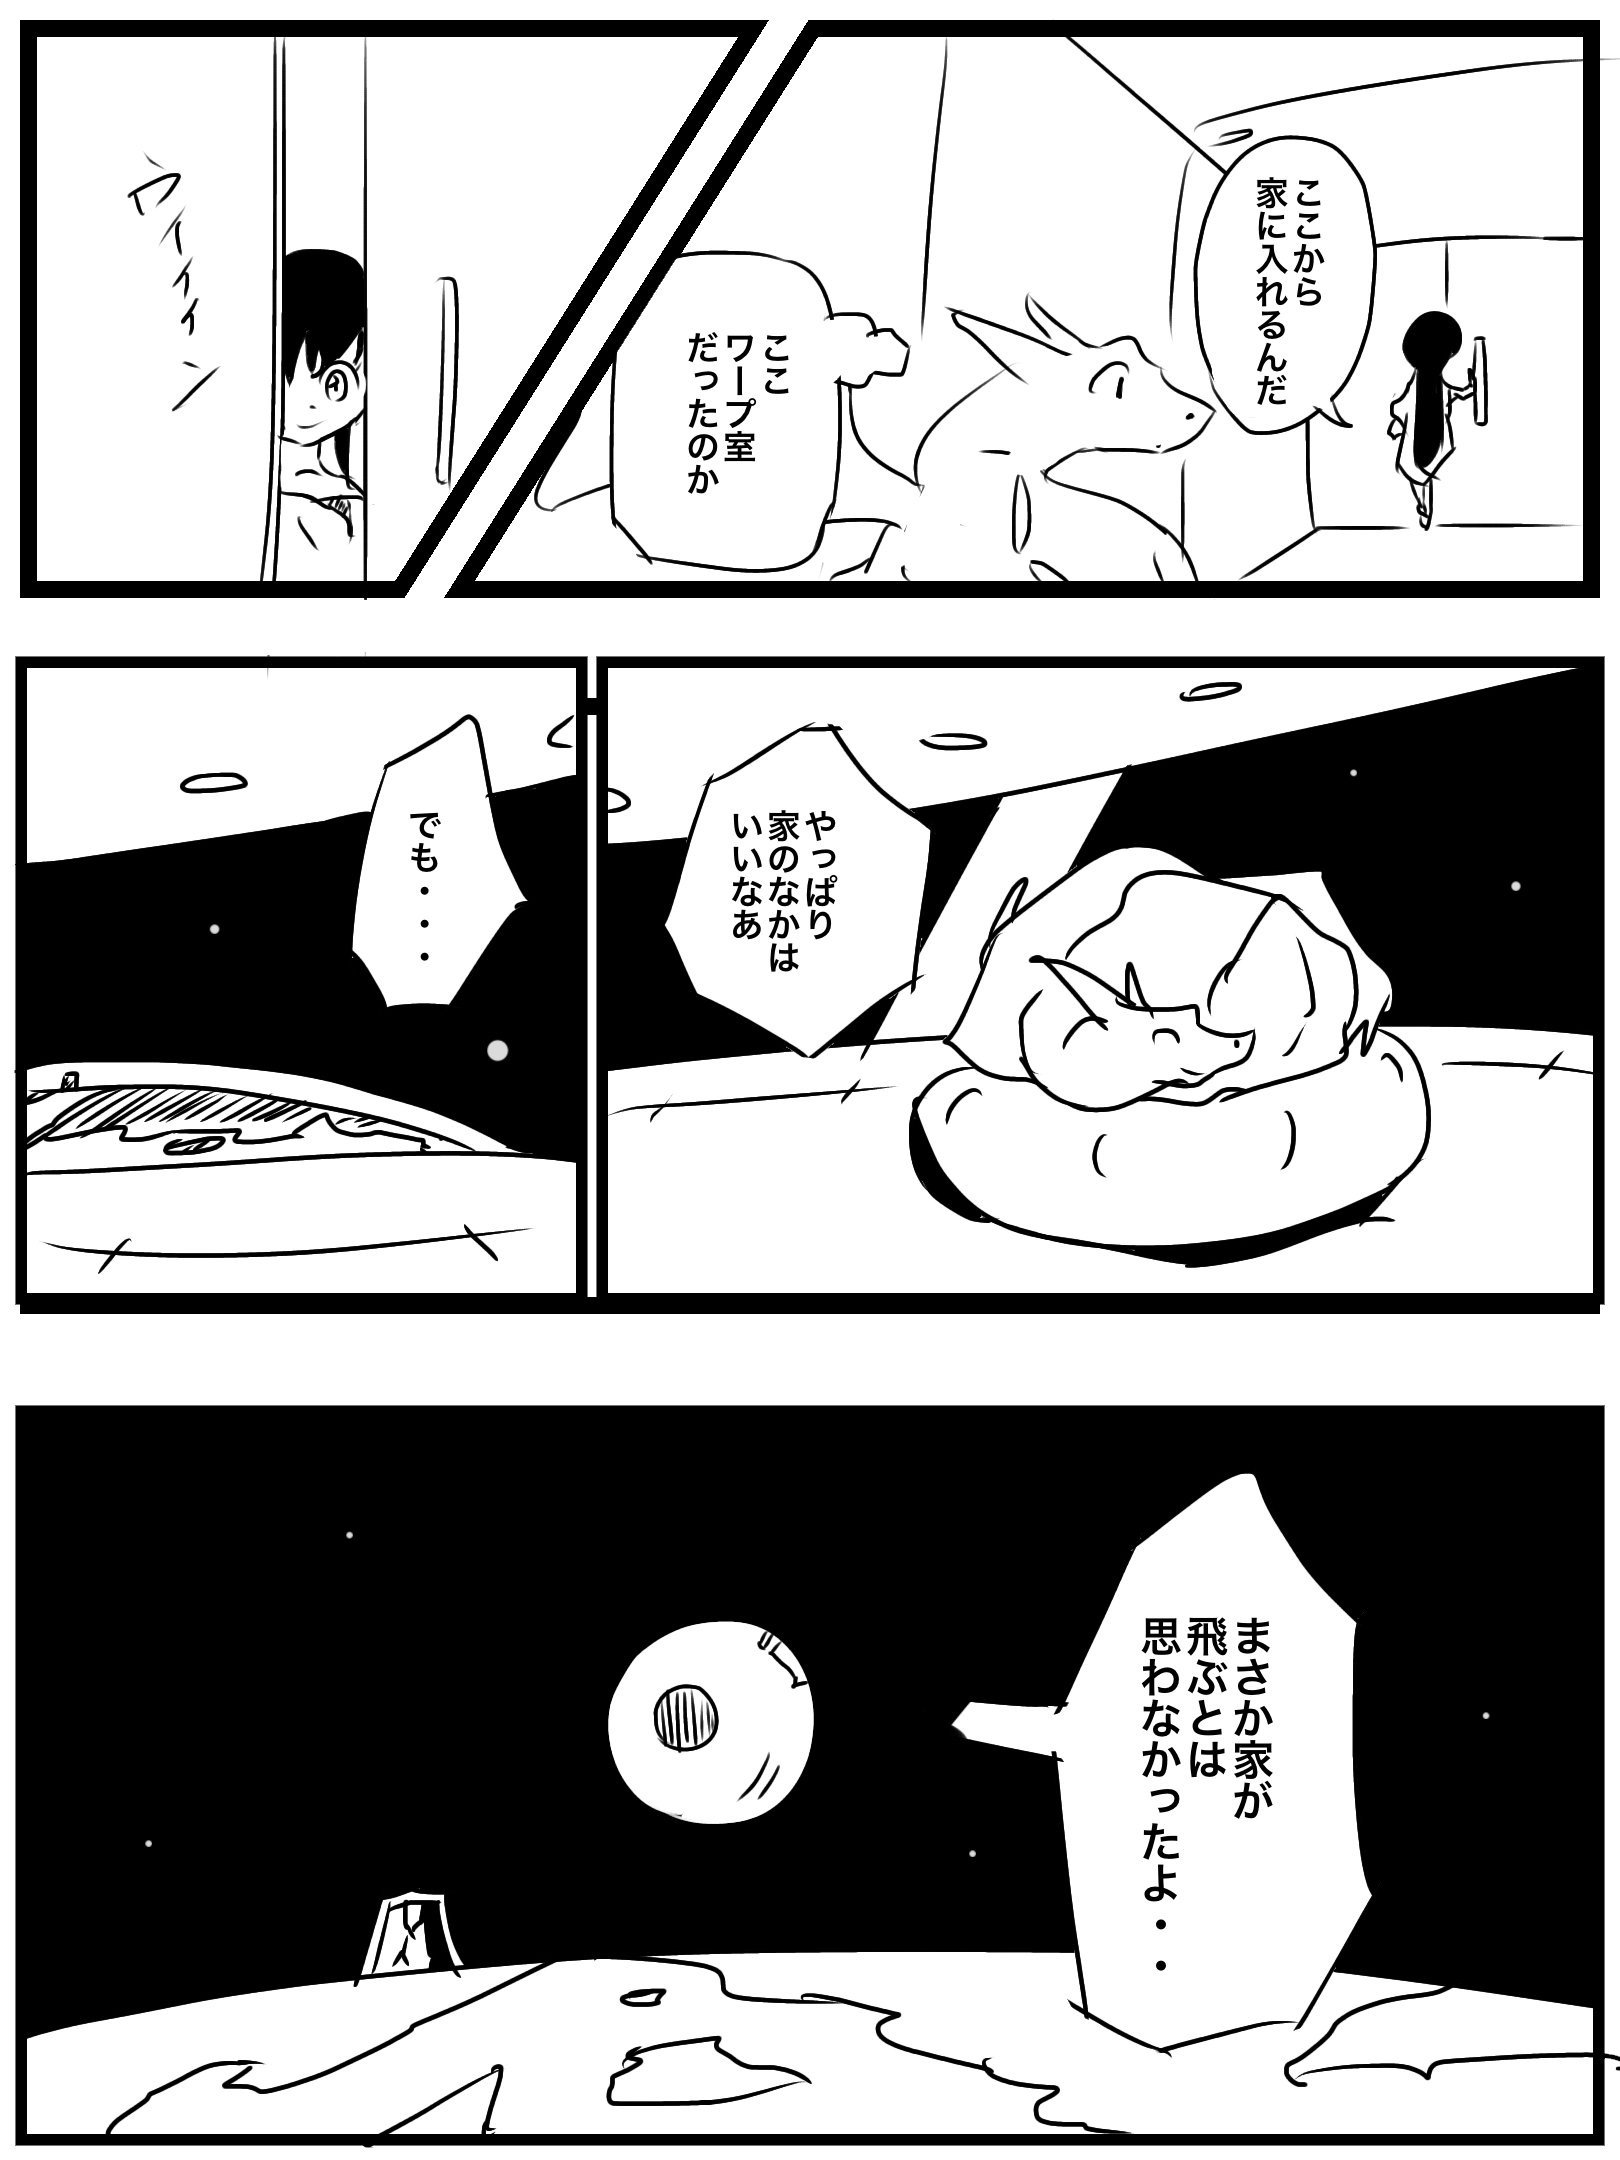 ここから
家に入れるんだ
ここ
ワープ室
だったのか
ウィィィン
やっぱり
家のなかは
いいなあ
でも・・・
まさか家が
飛ぶとは
思わなかったよ・・